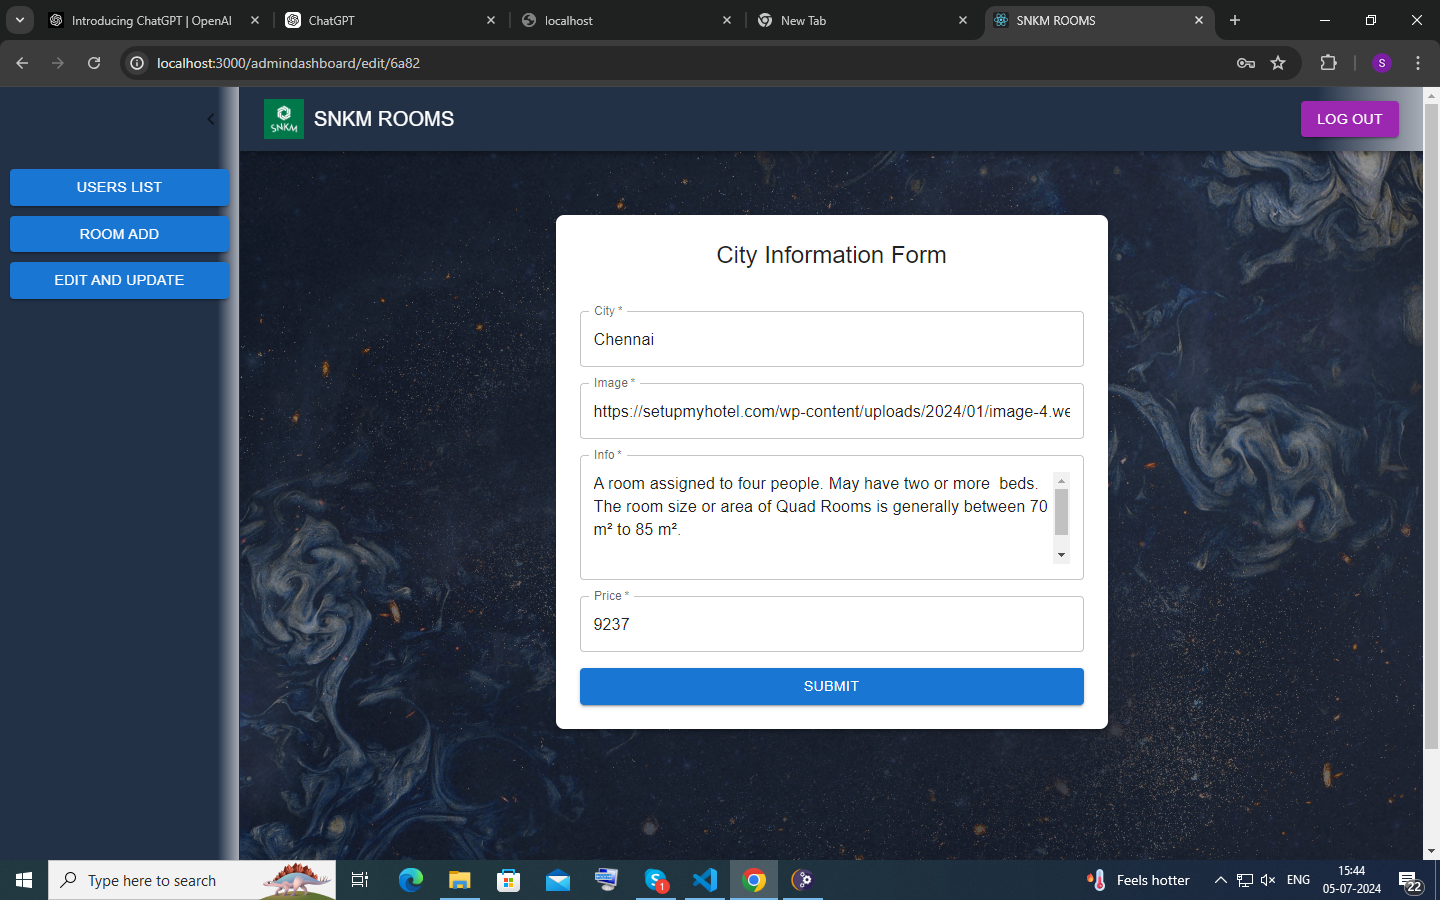 Introducing ChatGPT | OpenAI
ChatGPT
localhost
New Tab
SNKM ROOMS
localhost:3000/admindashboard/edit/6a82
S
SNKM
SNKM ROOMS
LOG OUT
USERS LIST
ROOM ADD
EDIT AND UPDATE
City Information Form
City *
Chennai
Image *
https://setupmyhotel.com/wp-content/uploads/2024/01/image-4.we
Info *
A room assigned to four people. May have two or more  beds.
The room size or area of Quad Rooms is generally between 70
m² to 85 m².
Price *
9237
SUBMIT
Type here to search
1
Feels hotter
ENG
15:44
05-07-2024
22